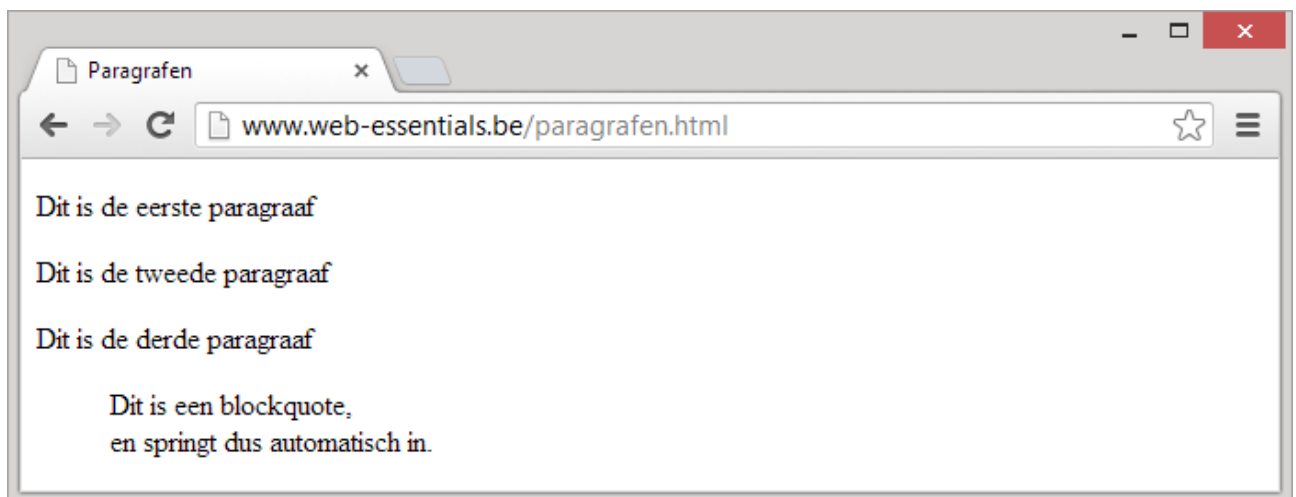 Paragrafen
www.web-essentials.be/paragrafen.html
Dit is de eerste paragraaf
Dit is de tweede paragraaf
Dit is de derde paragraaf
Dit is een blockquote,
en springt dus automatisch in.